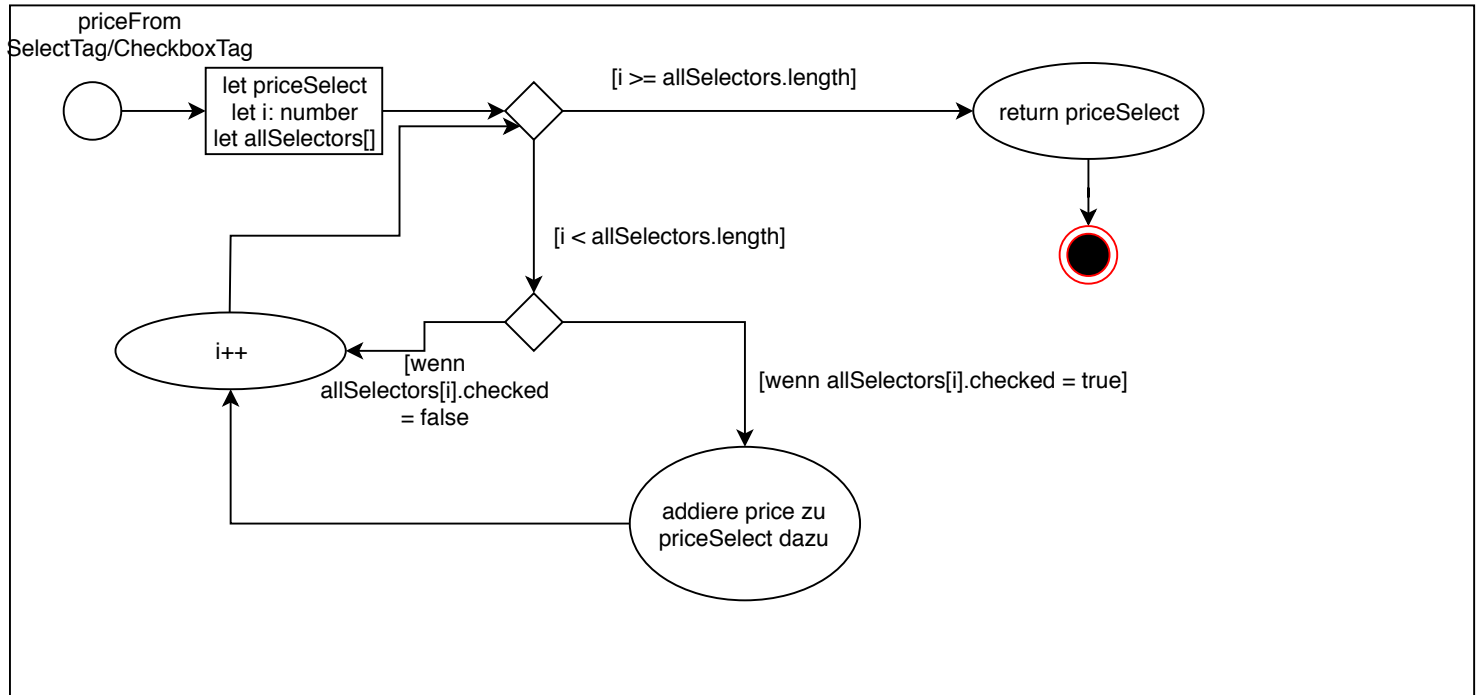 priceFrom
SelectTag/CheckboxTag
let priceSelect
let i: number
let allSelectors[]
[i >= allSelectors.length]
return priceSelect
[i < allSelectors.length]
i++
[wenn
allSelectors[i].checked
= false
[wenn allSelectors[i].checked = true]
addiere price zu
priceSelect dazu